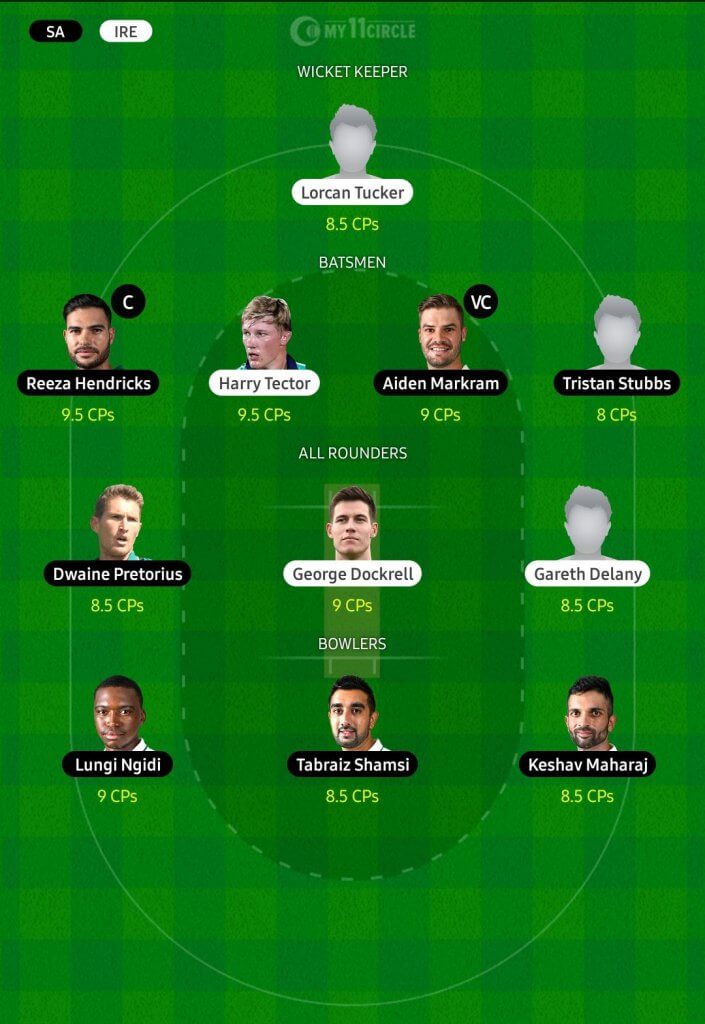 SA IRE MY11CIRCLE
WICKET KEEPER
Lorcan Tucker
8.5 CPs
BATSMEN
C VC
Reeza Hendricks Harry Tector Aiden Markram Tristan Stubbs
9.5 CPs 9.5 CPs 9 CPs 8 CPs
ALL ROUNDERS
Dwaine Pretorius George Dockrell Gareth Delany
8.5 CPs 9 CPs 8.5 CPs
BOWLERS
Lungi Ngidi Tabraiz Shamsi Keshav Maharaj
9 CPs 8.5 CPs 8.5 CPs